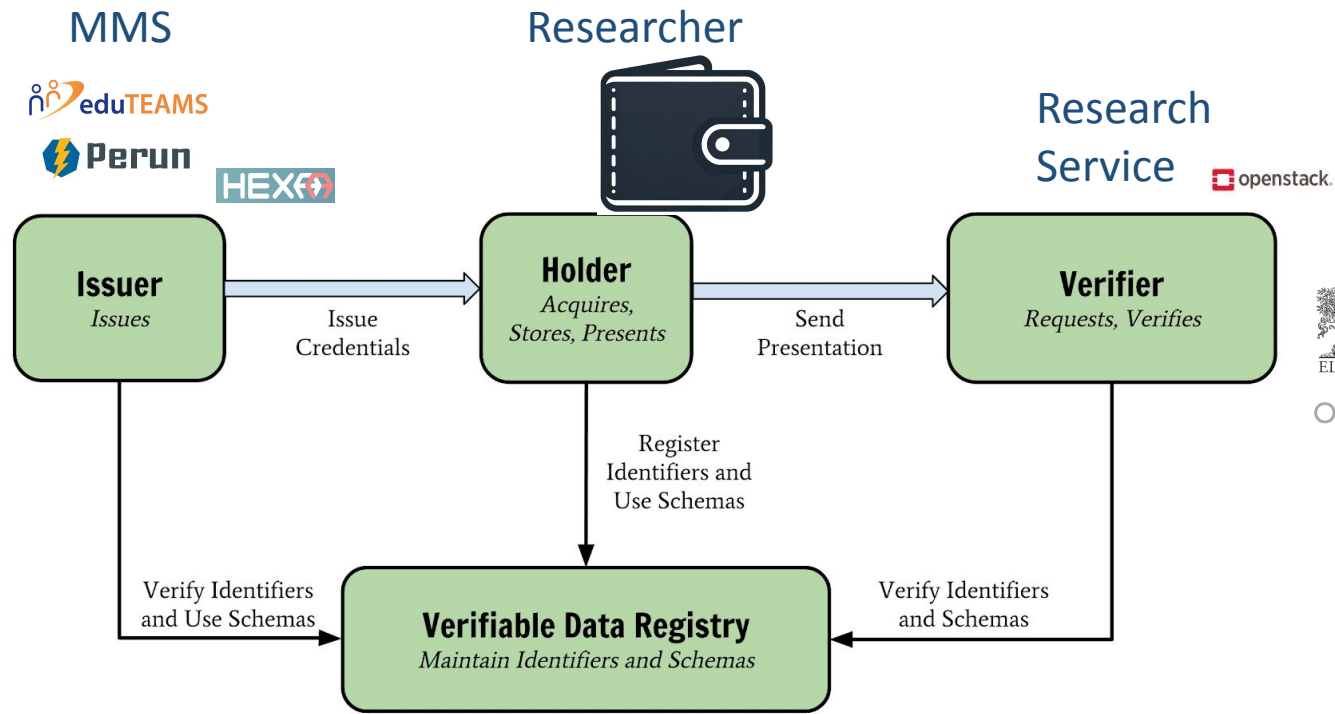 MMS
Researcher
eduTEAMS
Perun
HEXAA
Research
Service
openstack.
Issuer
Issues
Issue
Credentials
Holder
Acquires,
Stores, Presents
Send
Presentation
Verifier
Requests, Verifies
Register
Identifiers and
Use Schemas
Verify Identifiers
and Use Schemas
Verifiable Data Registry
Maintain Identifiers and Schemas
Verify Identifiers
and Schemas